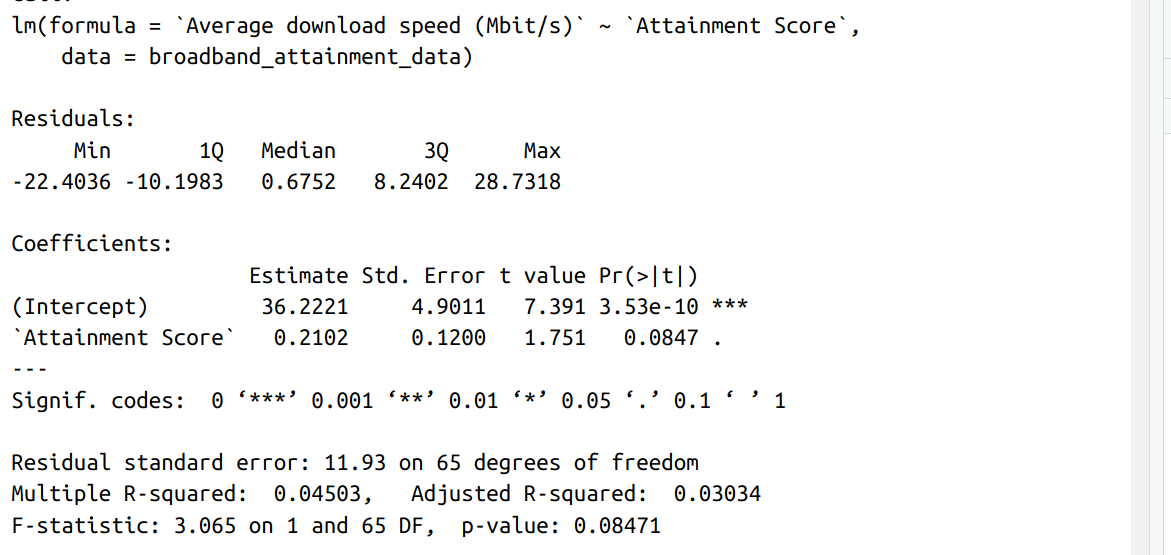 lm(formula = `Average download speed (Mbit/s)` ~ `Attainment Score`,
    data = broadband_attainment_data)
Residuals:
     Min       1Q   Median       3Q      Max
-22.4036 -10.1983   0.6752   8.2402  28.7318
Coefficients:
                   Estimate Std. Error t value Pr(>|t|)
(Intercept)         36.2221     4.9011   7.391 3.53e-10 ***
`Attainment Score`   0.2102     0.1200   1.751   0.0847 .
---
Signif. codes:  0 ‘***’ 0.001 ‘**’ 0.01 ‘*’ 0.05 ‘.’ 0.1 ‘ ’ 1
Residual standard error: 11.93 on 65 degrees of freedom
Multiple R-squared:  0.04503,   Adjusted R-squared:  0.03034
F-statistic: 3.065 on 1 and 65 DF,  p-value: 0.08471